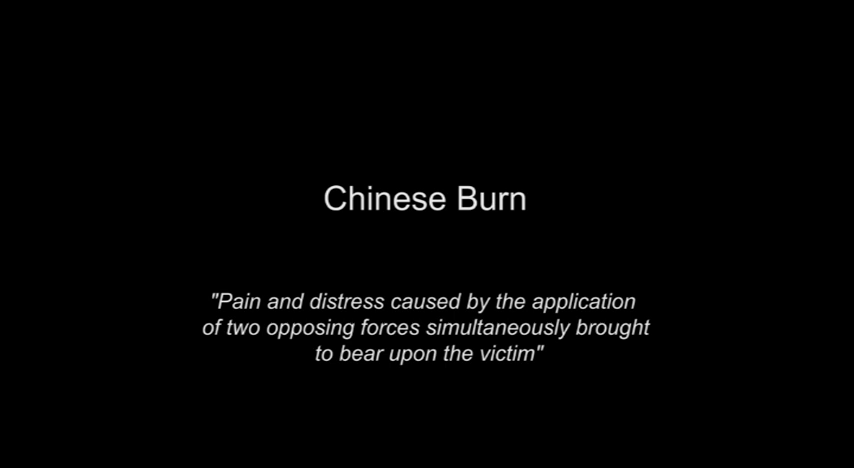 Chinese Burn
"Pain and distress caused by the application
of two opposing forces simultaneously brought
to bear upon the victim"